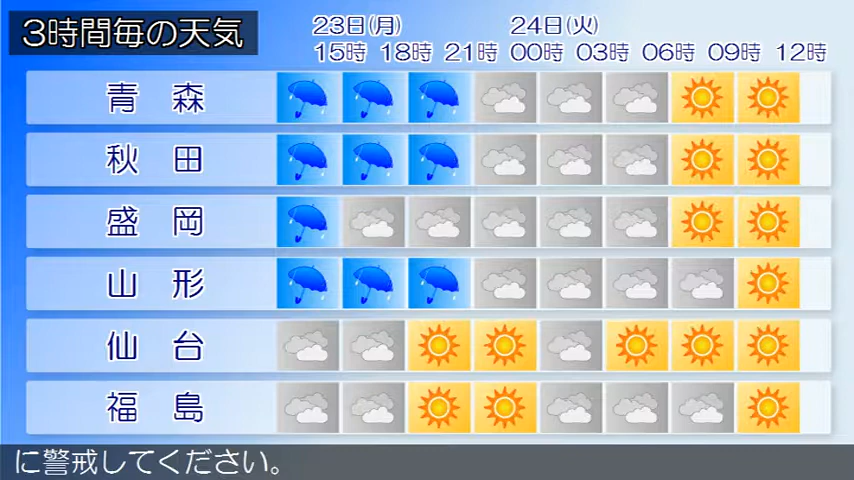 3時間毎の天気
23日(月) 24日(火)
15時 18時 21時 00時 03時 06時 09時 12時
青森
秋田
盛岡
山形
仙台
福島
に警戒してください。